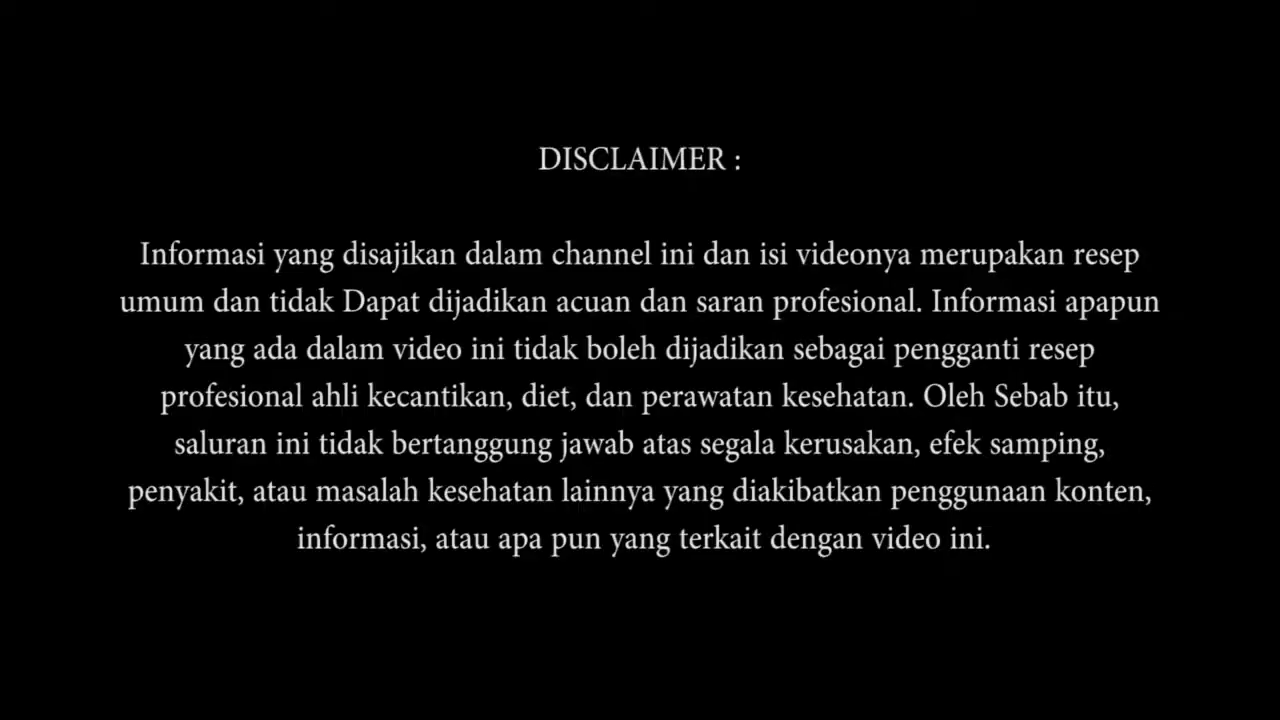 DISCLAIMER :
Informasi yang disajikan dalam channel ini dan isi videonya merupakan resep
umum dan tidak Dapat dijadikan acuan dan saran profesional. Informasi apapun
yang ada dalam video ini tidak boleh dijadikan sebagai pengganti resep
profesional ahli kecantikan, diet, dan perawatan kesehatan. Oleh Sebab itu,
saluran ini tidak bertanggung jawab atas segala kerusakan, efek samping,
penyakit, atau masalah kesehatan lainnya yang diakibatkan penggunaan konten,
informasi, atau apa pun yang terkait dengan video ini.